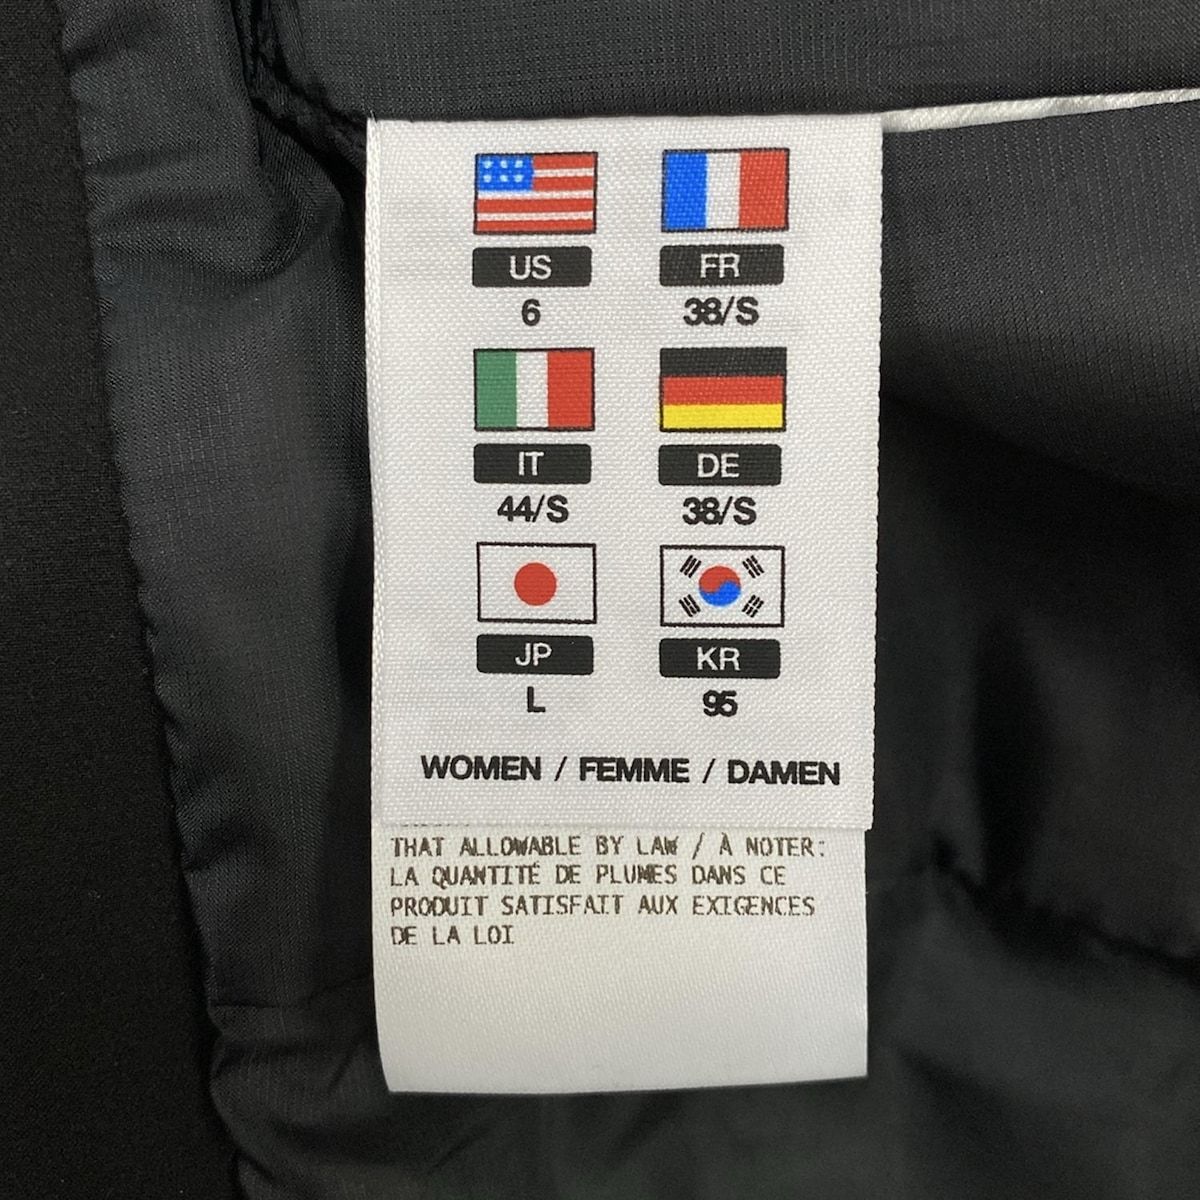 US FR
6 38/S
IT DE
44/S 38/S
JP KR
L 95
WOMEN / FEMME / DAMEN
THAT ALLOWABLE BY LAW / À NOTER:
LA QUANTITÉ DE PLUMES DANS CE
PRODUIT SATISFAIT AUX EXIGENCES
DE LA LOI